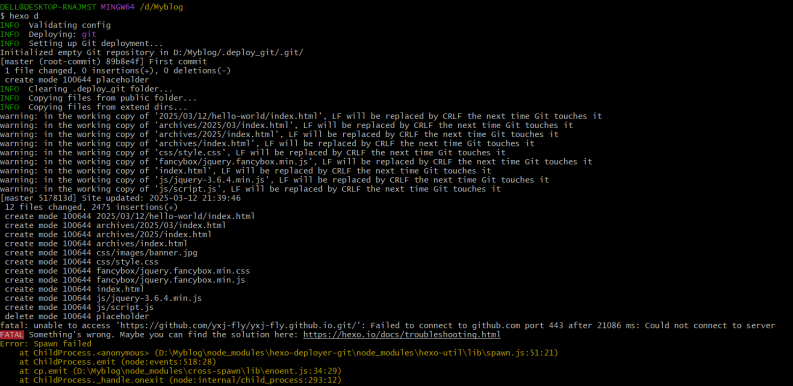 DELL@DESKTOP-RNAJMST MINGW64 /d/Myblog
$ hexo d
INFO  Validating config
INFO  Deploying: git
INFO  Setting up Git deployment...
Initialized empty Git repository in D:/Myblog/.deploy_git/.git/
[master (root-commit) 89b8e4f] First commit
 1 file changed, 0 insertions(+), 0 deletions(-)
 create mode 100644 placeholder
INFO  Clearing .deploy_git folder...
INFO  Copying files from public folder...
INFO  Copying files from extend dirs...
warning: in the working copy of '2025/03/12/hello-world/index.html', LF will be replaced by CRLF the next time Git touches it
warning: in the working copy of 'archives/2025/03/index.html', LF will be replaced by CRLF the next time Git touches it
warning: in the working copy of 'archives/2025/index.html', LF will be replaced by CRLF the next time Git touches it
warning: in the working copy of 'archives/index.html', LF will be replaced by CRLF the next time Git touches it
warning: in the working copy of 'css/style.css', LF will be replaced by CRLF the next time Git touches it
warning: in the working copy of 'fancybox/jquery.fancybox.min.js', LF will be replaced by CRLF the next time Git touches it
warning: in the working copy of 'index.html', LF will be replaced by CRLF the next time Git touches it
warning: in the working copy of 'js/jquery-3.6.4.min.js', LF will be replaced by CRLF the next time Git touches it
warning: in the working copy of 'js/script.js', LF will be replaced by CRLF the next time Git touches it
[master 517813d] Site updated: 2025-03-12 21:39:46
 12 files changed, 2475 insertions(+)
 create mode 100644 2025/03/12/hello-world/index.html
 create mode 100644 archives/2025/03/index.html
 create mode 100644 archives/2025/index.html
 create mode 100644 archives/index.html
 create mode 100644 css/images/banner.jpg
 create mode 100644 css/style.css
 create mode 100644 fancybox/jquery.fancybox.min.css
 create mode 100644 fancybox/jquery.fancybox.min.js
 create mode 100644 index.html
 create mode 100644 js/jquery-3.6.4.min.js
 create mode 100644 js/script.js
 delete mode 100644 placeholder
fatal: unable to access 'https://github.com/yxj-fly/yxj-fly.github.io.git/': Failed to connect to github.com port 443 after 21086 ms: Could not connect to server
FATAL Something's wrong. Maybe you can find the solution here: https://hexo.io/docs/troubleshooting.html
Error: Spawn failed
    at ChildProcess.<anonymous> (D:\Myblog\node_modules\hexo-deployer-git\node_modules\hexo-util\lib\spawn.js:51:21)
    at ChildProcess.emit (node:events:518:28)
    at cp.emit (D:\Myblog\node_modules\cross-spawn\lib\enoent.js:34:29)
    at ChildProcess._handle.onexit (node:internal/child_process:293:12)